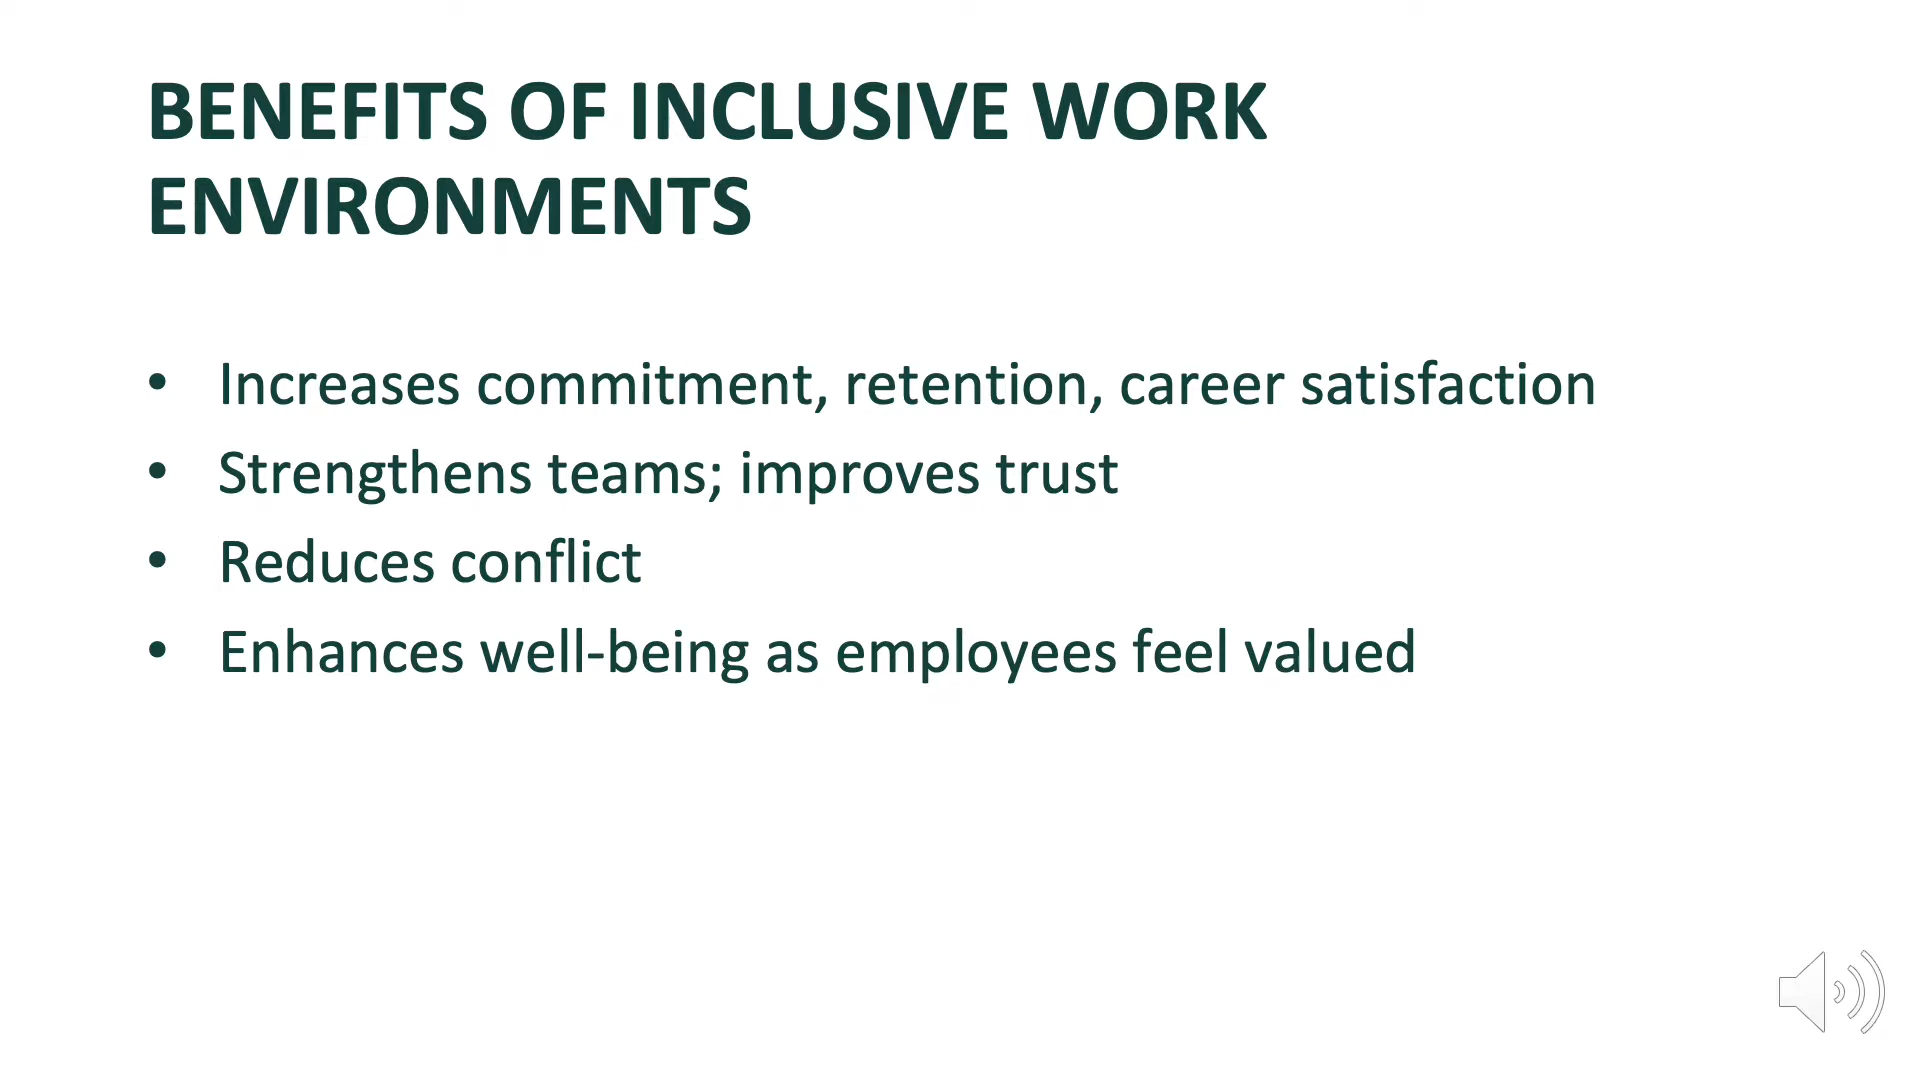 BENEFITS OF INCLUSIVE WORK
ENVIRONMENTS
• Increases commitment, retention, career satisfaction
• Strengthens teams; improves trust
• Reduces conflict
• Enhances well-being as employees feel valued